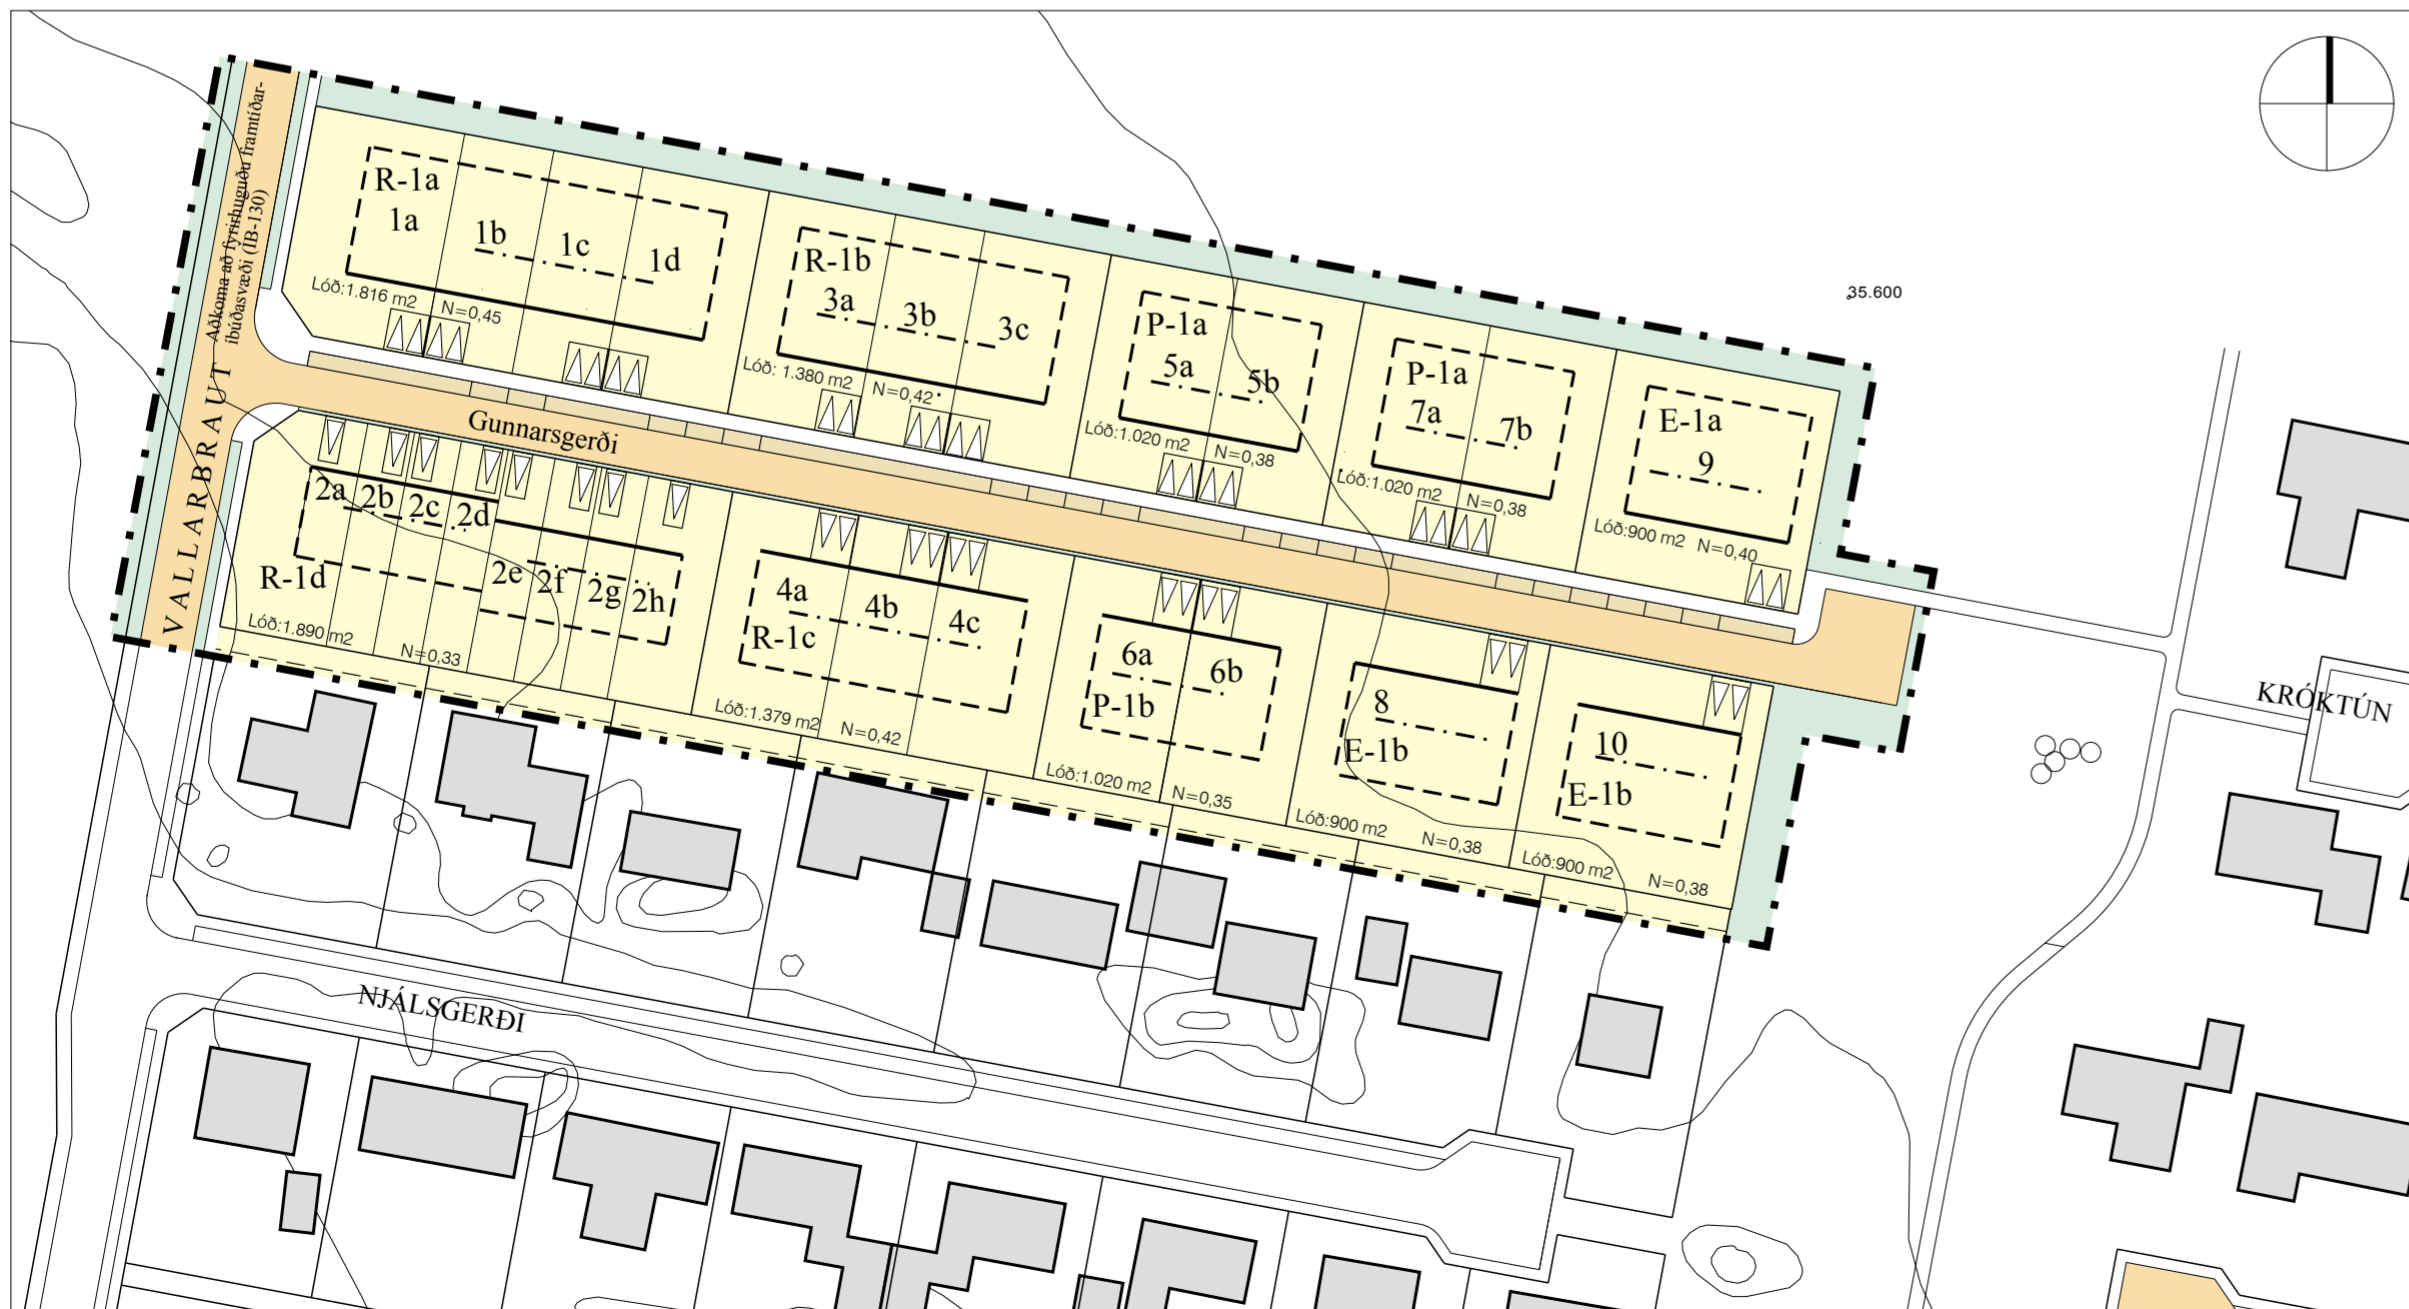 Aðkoma að fyrirhuguðu framtíðar-
íbúðasvæði (ÍB-130)
VALLARBRAUT
R-1a
1a
1b
1c
1d
Lóð:1.816 m2
N=0,45
R-1b
3a
3b
3c
Lóð: 1.380 m2
N=0,42
P-1a
5a
5b
Lóð:1.020 m2
N=0,38
P-1a
7a
7b
Lóð:1.020 m2
N=0,38
E-1a
9
Lóð:900 m2
N=0,40
35.600
Gunnarsgerði
2a
2b
2c
2d
2e
2f
2g
2h
R-1d
Lóð:1.890 m2
N=0,33
4a
4b
4c
R-1c
Lóð:1.379 m2
N=0,42
6a
6b
P-1b
Lóð:1.020 m2
N=0,35
8
E-1b
Lóð:900 m2
N=0,38
10
E-1b
Lóð:900 m2
N=0,38
KRÓKTÚN
NJÁLSGERÐI